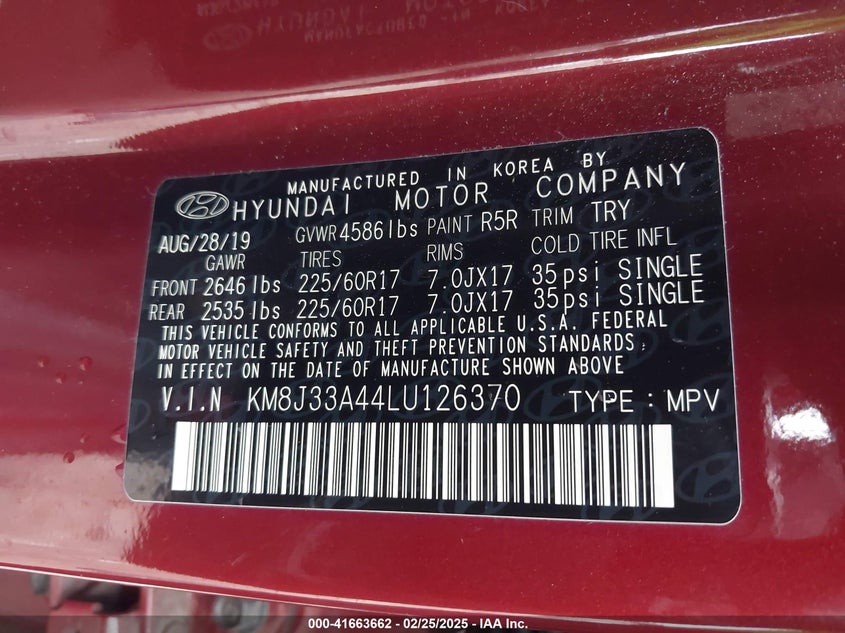 MANUFACTURED IN KOREA BY
HYUNDAI MOTOR COMPANY
AUG/28/19 GVWR 4586 lbs PAINT R5R TRIM TRY
GAWR TIRES RIMS COLD TIRE INFL
FRONT 2646 lbs 225/60R17 7.0JX17 35psi SINGLE
REAR 2535 lbs 225/60R17 7.0JX17 35psi SINGLE
THIS VEHICLE CONFORMS TO ALL APPLICABLE U.S.A. FEDERAL
MOTOR VEHICLE SAFETY AND THEFT PREVENTION STANDARDS
IN EFFECT ON THE DATE OF MANUFACTURE SHOWN ABOVE
V.I.N KM8J33A44LU126370 TYPE : MPV
000-41663662 / 02/25/2025 — IAA Inc.